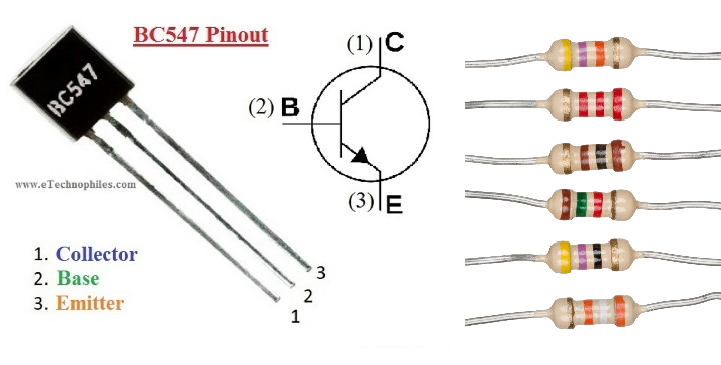 BC547 Pinout
BC547
(1) C
(2) B
(3) E
www.eTechnophiles.com
1. Collector
2. Base
3. Emitter
3
2
1